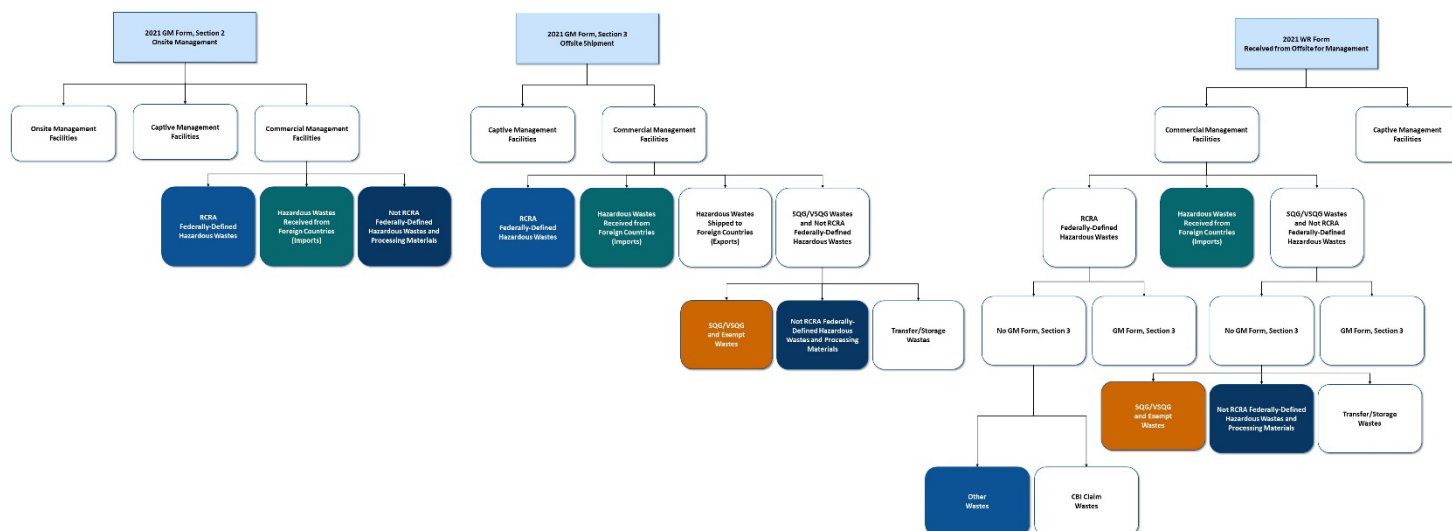 2021 GM Form, Section 2
Onsite Management
Onsite Management
Facilities
Captive Management
Facilities
Commercial Management
Facilities
RCRA
Federally-Defined
Hazardous Wastes
Hazardous Wastes
Received from
Foreign Countries
(Imports)
Not RCRA
Federally-Defined
Hazardous Wastes and
Processing Materials
2021 GM Form, Section 3
Offsite Shipment
Captive Management
Facilities
Commercial Management
Facilities
RCRA
Federally-Defined
Hazardous Wastes
Hazardous Wastes
Received from
Foreign Countries
(Imports)
Hazardous Wastes
Shipped to
Foreign Countries
(Exports)
SQG/VSQG Wastes
and Not RCRA
Federally-Defined
Hazardous Wastes
SQG/VSQG
and Exempt
Wastes
Not RCRA Federally-
Defined Hazardous
Wastes and Processing
Materials
Transfer/Storage
Wastes
2021 WR Form
Received from Offsite for Management
Commercial Management
Facilities
Captive Management
Facilities
RCRA
Federally-Defined
Hazardous Wastes
Hazardous Wastes
Received from
Foreign Countries
(Imports)
SQG/VSQG Wastes
and Not RCRA
Federally-Defined
Hazardous Wastes
No GM Form, Section 3
GM Form, Section 3
No GM Form, Section 3
GM Form, Section 3
SQG/VSQG
and Exempt
Wastes
Not RCRA Federally-Defined
Hazardous Wastes and
Processing Materials
Transfer/Storage
Wastes
Other
Wastes
CBI Claim
Wastes